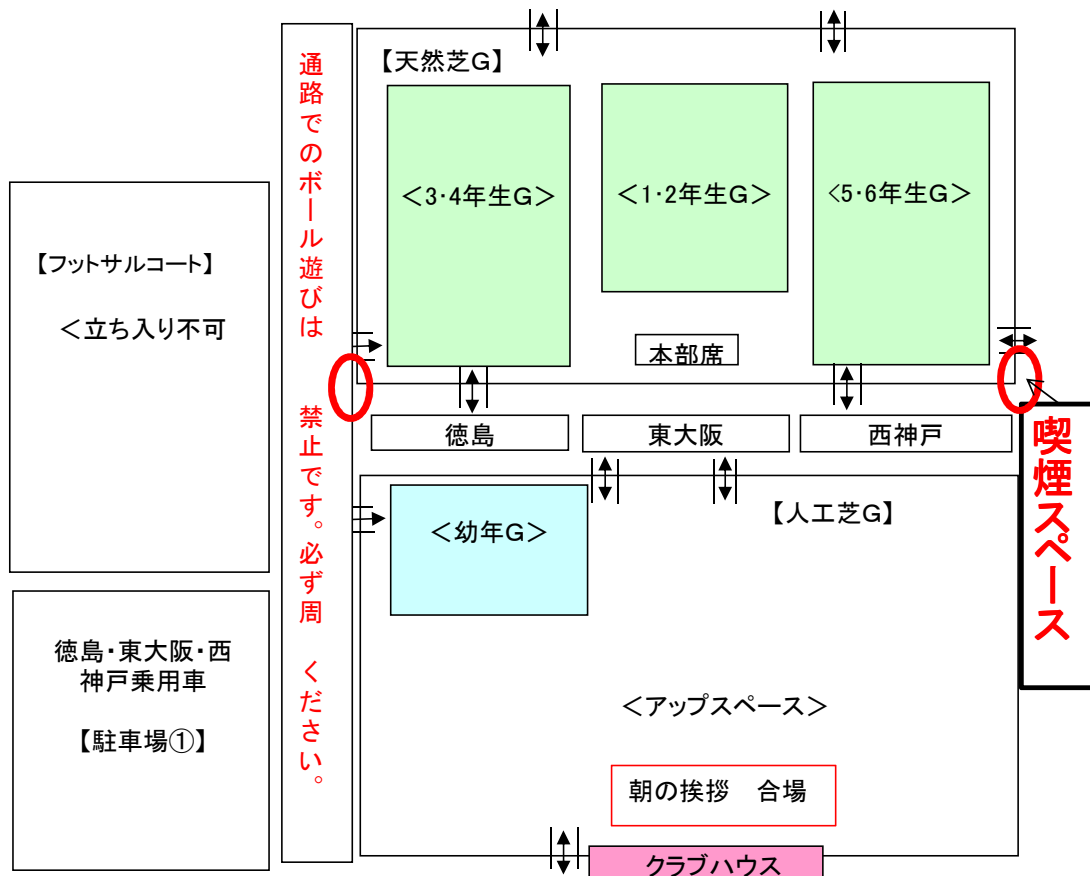 【天然芝G】
＜3・4年生G＞
＜1・2年生G＞
＜5・6年生G＞
本部席
通路でのボール遊びは　禁止です。必ず周　ください。
【フットサルコート】
＜立ち入り不可
徳島
東大阪
西神戸
喫煙スペース
＜幼年G＞
【人工芝G】
徳島・東大阪・西
神戸乗用車
【駐車場①】
＜アップスペース＞
朝の挨拶　合場
クラブハウス